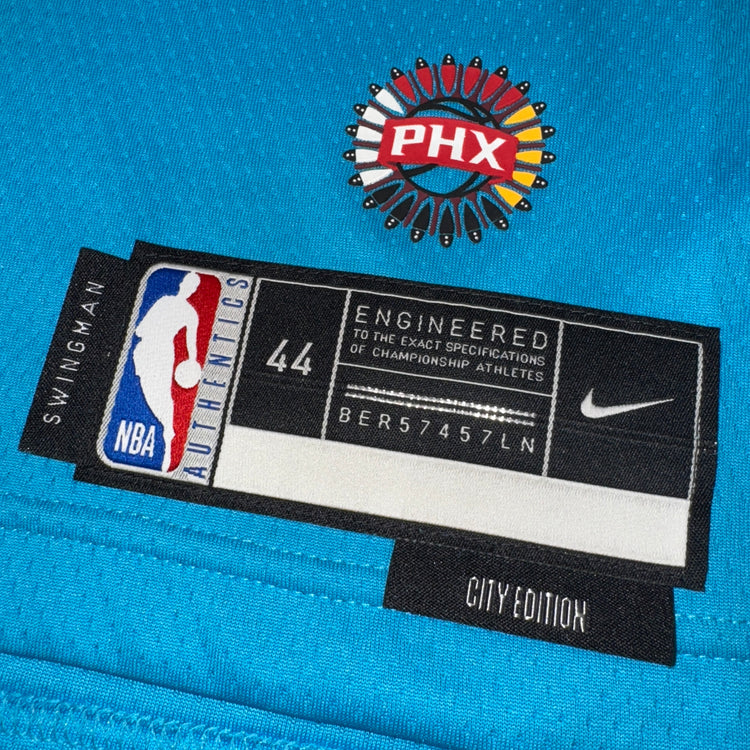 PHX
SWINGMAN
NBA
AUTHENTICS
44
ENGINEERED
TO THE EXACT SPECIFICATIONS
OF CHAMPIONSHIP ATHLETES
BER57457LN
CITY EDITION